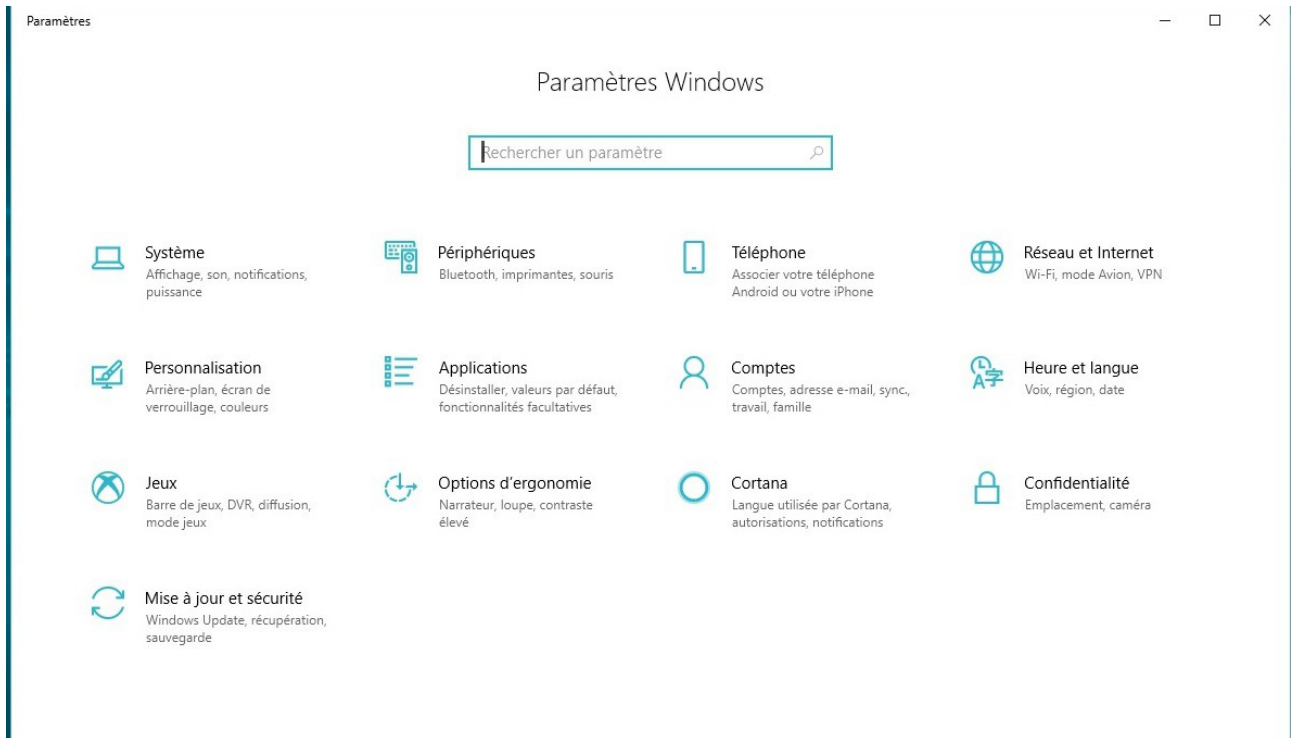 Paramètres
Paramètres Windows
Rechercher un paramètre
Système
Affichage, son, notifications,
puissance
Périphériques
Bluetooth, imprimantes, souris
Téléphone
Associer votre téléphone
Android ou votre iPhone
Réseau et Internet
Wi-Fi, mode Avion, VPN
Personnalisation
Arrière-plan, écran de
verrouillage, couleurs
Applications
Désinstaller, valeurs par défaut,
fonctionnalités facultatives
Comptes
Comptes, adresse e-mail, sync.,
travail, famille
Heure et langue
Voix, région, date
Jeux
Barre de jeux, DVR, diffusion,
mode jeux
Options d'ergonomie
Narrateur, loupe, contraste
élevé
Cortana
Langue utilisée par Cortana,
autorisations, notifications
Confidentialité
Emplacement, caméra
Mise à jour et sécurité
Windows Update, récupération,
sauvegarde